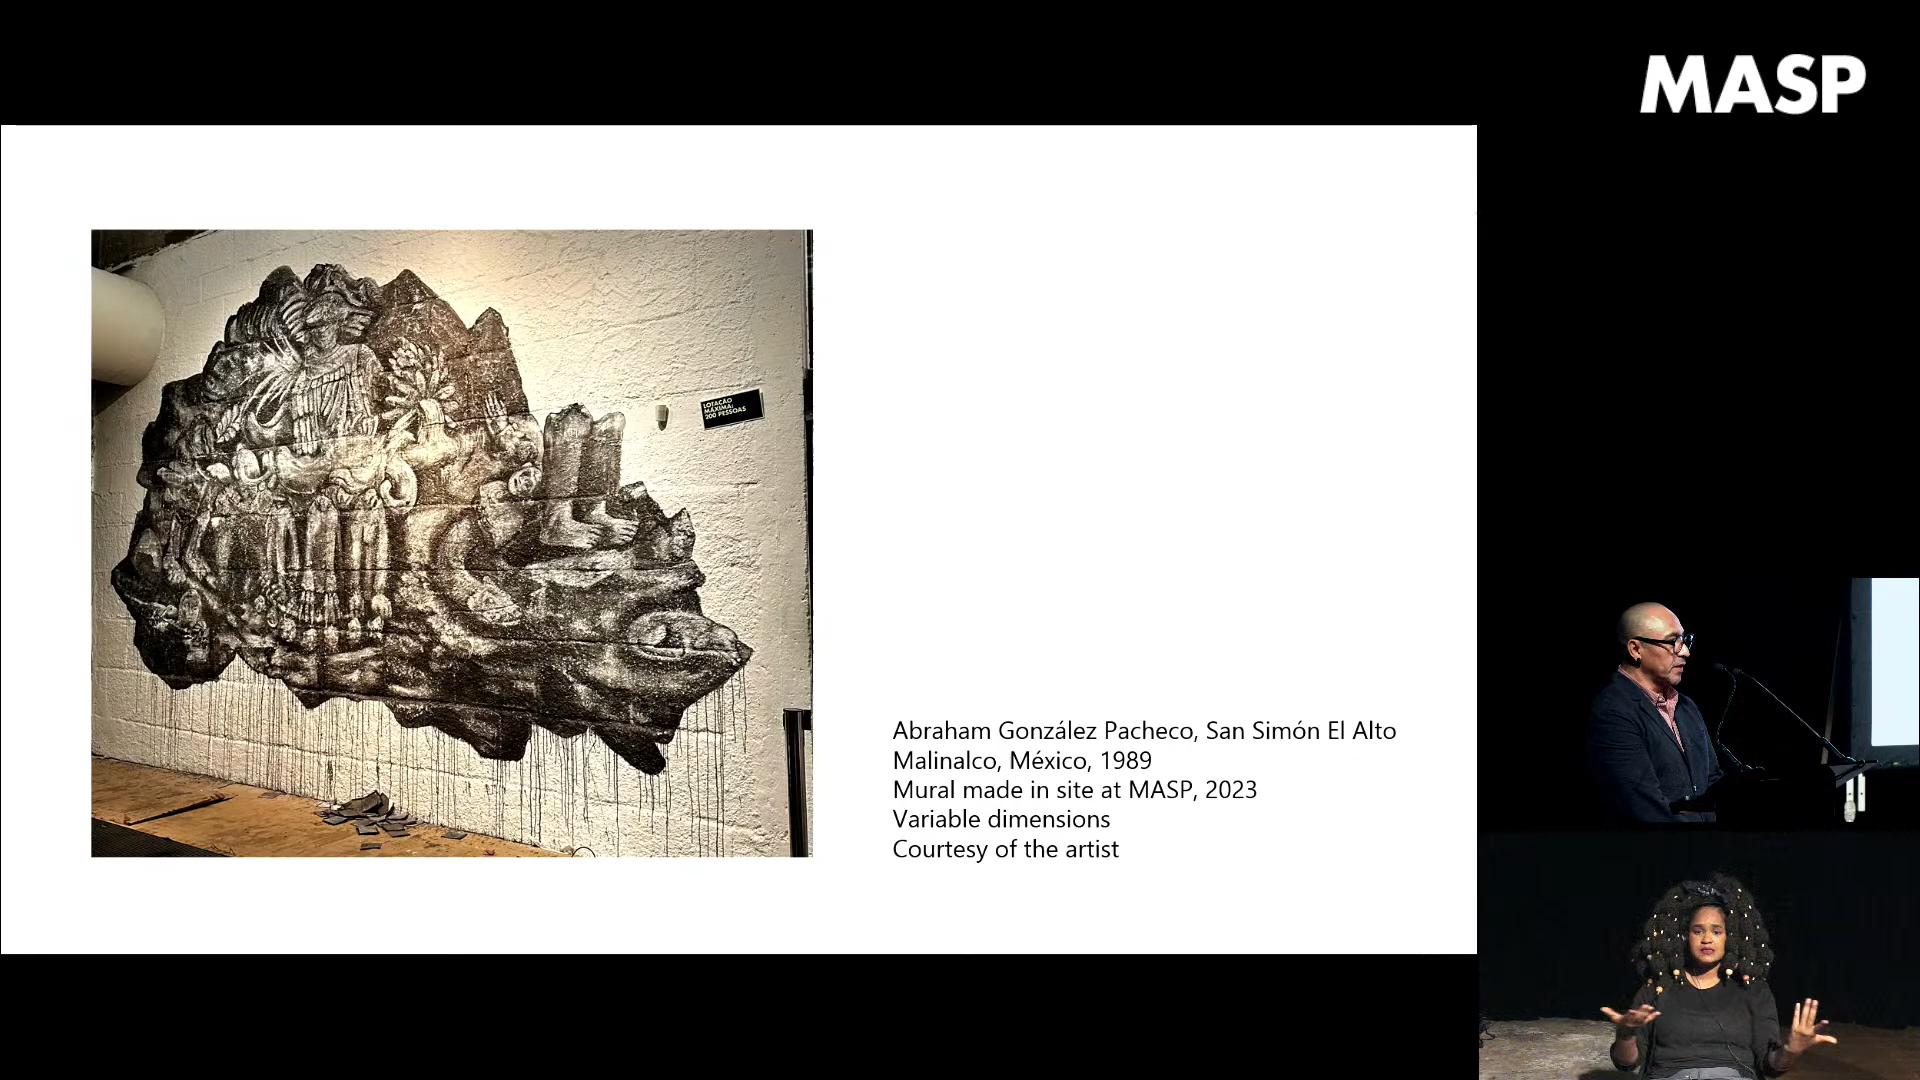 MASP
LOTAÇÃO
MÁXIMA:
200 PESSOAS
Abraham González Pacheco, San Simón El Alto
Malinalco, México, 1989
Mural made in site at MASP, 2023
Variable dimensions
Courtesy of the artist